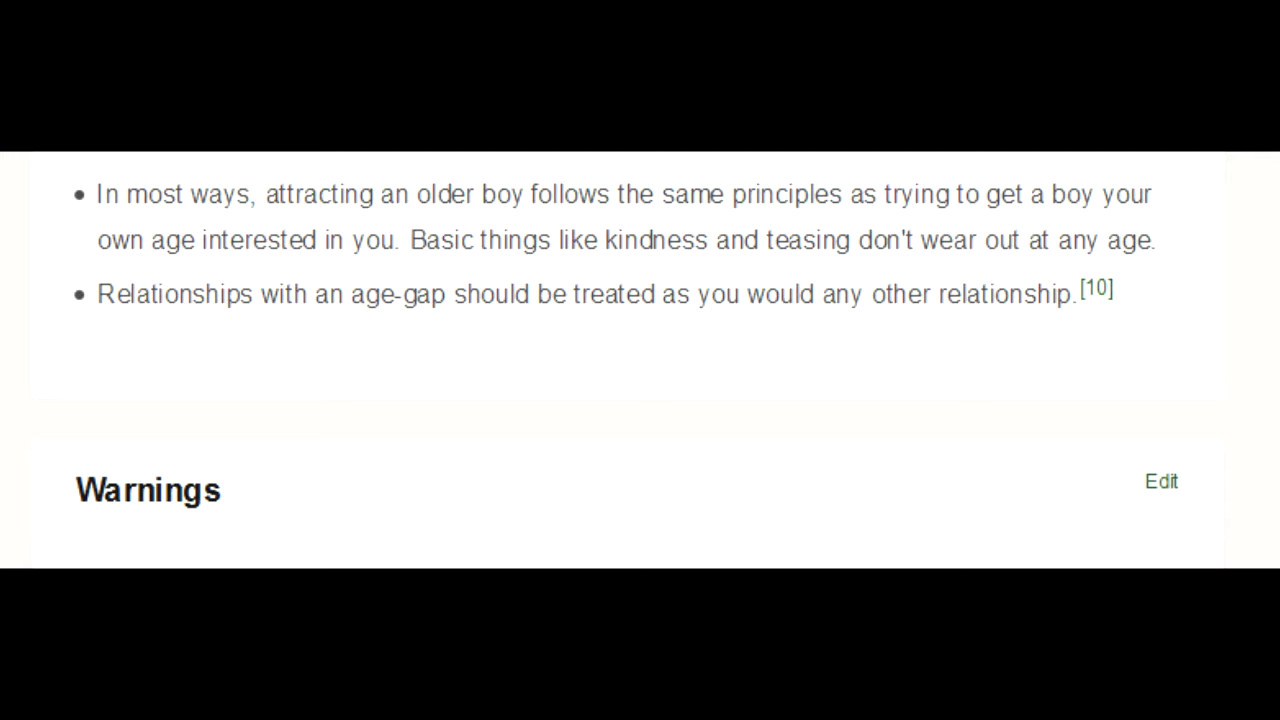 • In most ways, attracting an older boy follows the same principles as trying to get a boy your
own age interested in you. Basic things like kindness and teasing don't wear out at any age.
• Relationships with an age-gap should be treated as you would any other relationship.[10]
Warnings
Edit